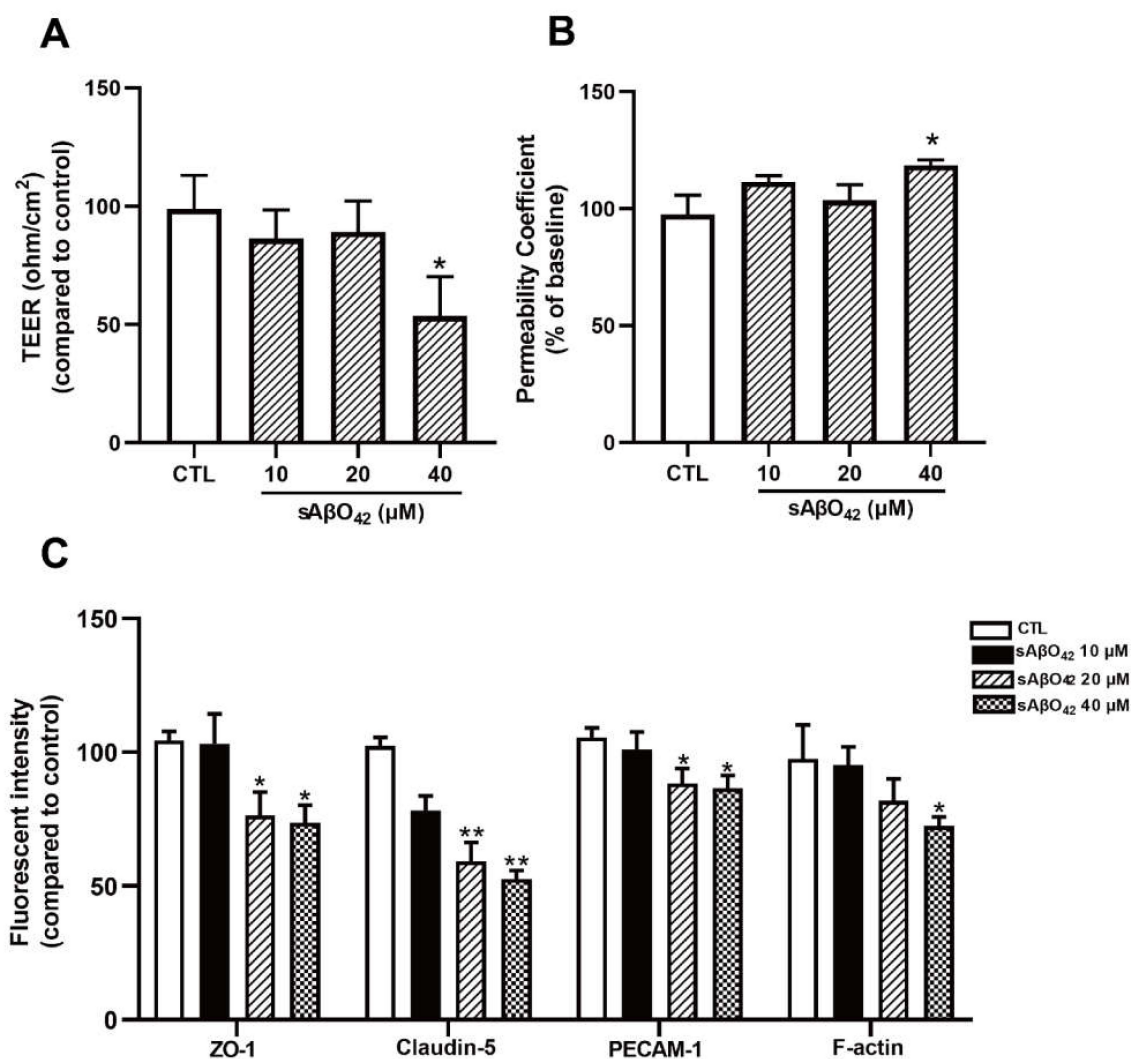 A
TEER (ohm/cm²)
(compared to control)
150
100
50
0
*
CTL
10
20
40
sAβO₄₂ (µM)
B
Permeability Coefficient
(% of baseline)
150
100
50
0
*
CTL
10
20
40
sAβO₄₂ (µM)
C
Fluorescent intensity
(compared to control)
150
100
50
0
* *
** **
* *
*
ZO-1
Claudin-5
PECAM-1
F-actin
CTL
sAβO₄₂ 10 µM
sAβO₄₂ 20 µM
sAβO₄₂ 40 µM